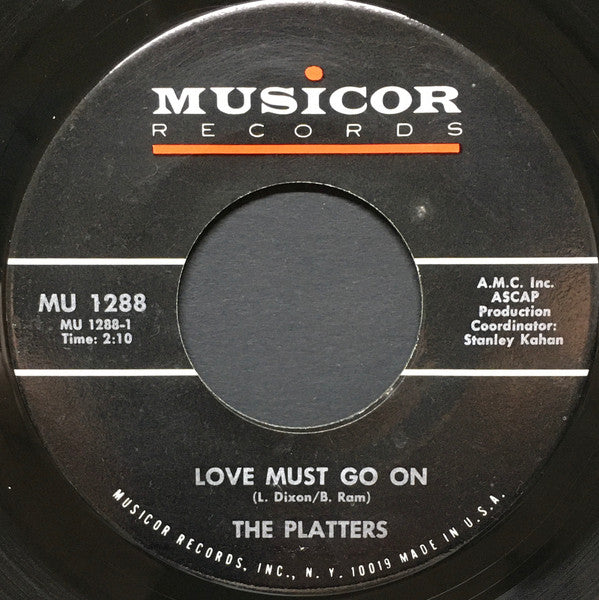 MUSICOR
RECORDS
MU 1288
MU 1288-1
Time: 2:10
A.M.C. Inc.
ASCAP
Production
Coordinator:
Stanley Kahan
LOVE MUST GO ON
(L. Dixon/B. Ram)
THE PLATTERS
MUSICOR RECORDS, INC., N. Y. 10019 MADE IN U.S.A.